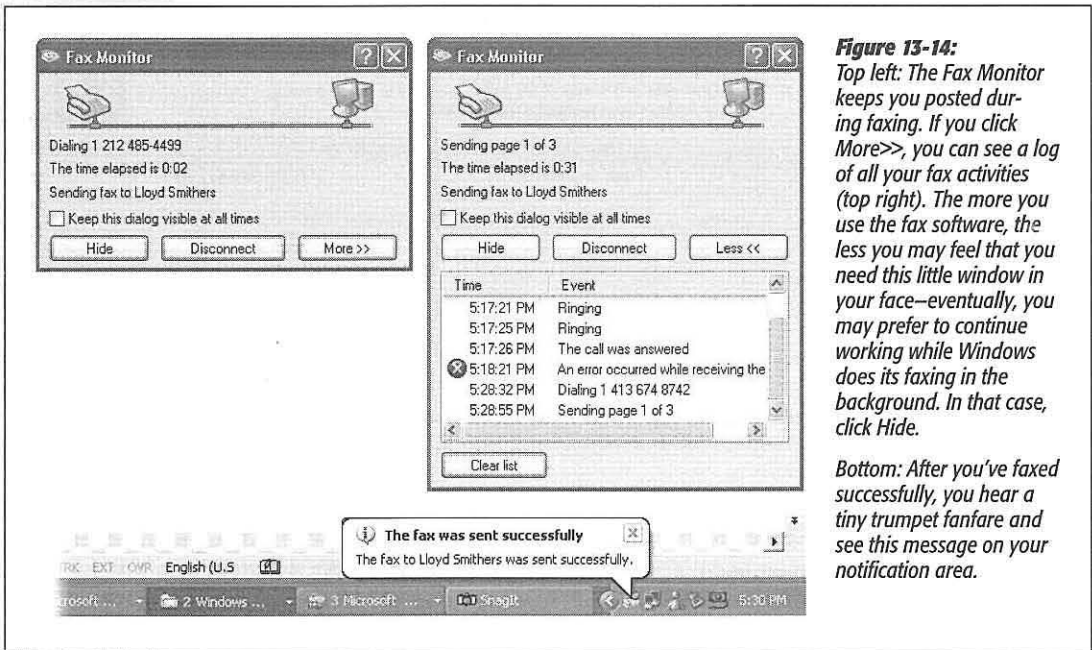 Fax Monitor
Dialing 1 212 485-4499
The time elapsed is 0:02
Sending fax to Lloyd Smithers
Keep this dialog visible at all times
Hide
Disconnect
More >>
Fax Monitor
Sending page 1 of 3
The time elapsed is 0:31
Sending fax to Lloyd Smithers
Keep this dialog visible at all times
Hide
Disconnect
Less <<
Time Event
5:17:21 PM Ringing
5:17:25 PM Ringing
5:17:26 PM The call was answered
5:18:21 PM An error occurred while receiving the
5:28:32 PM Dialing 1 413 674 8742
5:28:55 PM Sending page 1 of 3
Clear list
The fax was sent successfully
The fax to Lloyd Smithers was sent successfully.
RK EXT OVR English (U.S
crosoft ... 2 Windows ... 3 Microsoft ... SnagIt 5:30 PM
Figure 13-14:
Top left: The Fax Monitor
keeps you posted dur-
ing faxing. If you click
More>>, you can see a log
of all your fax activities
(top right). The more you
use the fax software, the
less you may feel that you
need this little window in
your face—eventually, you
may prefer to continue
working while Windows
does its faxing in the
background. In that case,
click Hide.
Bottom: After you've faxed
successfully, you hear a
tiny trumpet fanfare and
see this message on your
notification area.